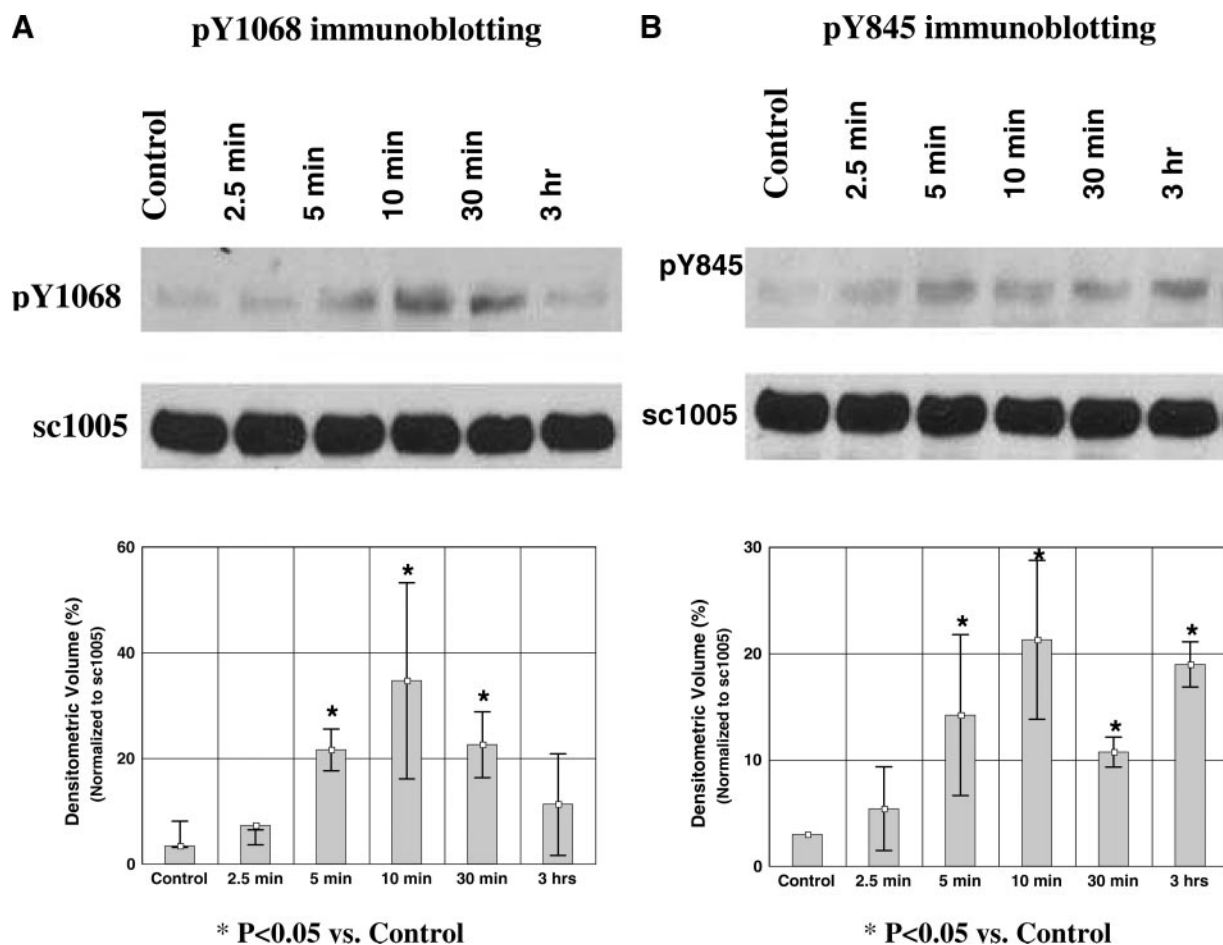 A
pY1068 immunoblotting
Control
2.5 min
5 min
10 min
30 min
3 hr
pY1068
sc1005
Densitometric Volume (%)
(Normalized to sc1005)
60
40
20
0
Control
2.5 min
5 min
10 min
30 min
3 hrs
*
*
*
* P<0.05 vs. Control
B
pY845 immunoblotting
Control
2.5 min
5 min
10 min
30 min
3 hr
pY845
sc1005
Densitometric Volume (%)
(Normalized to sc1005)
30
20
10
0
Control
2.5 min
5 min
10 min
30 min
3 hrs
*
*
*
*
* P<0.05 vs. Control